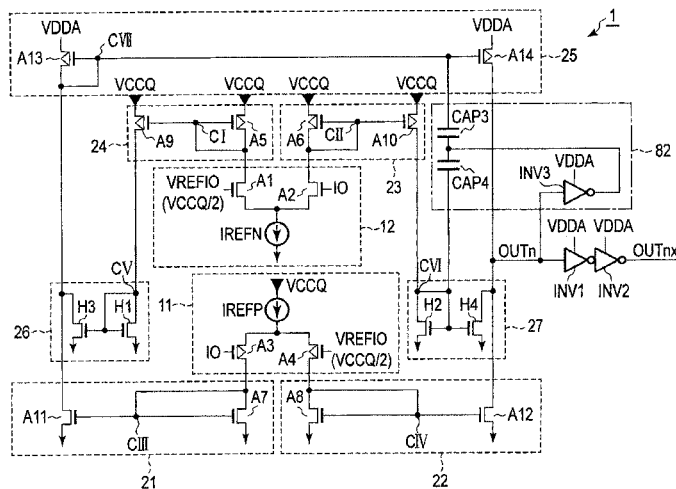 1
VDDA
CVⅡ
VDDA
A13
A14
25
VCCQ
VCCQ
VCCQ
VCCQ
24
A9
CⅠ
A5
A6
CⅡ
A10
23
CAP3
CAP4
82
VDDA
INV3
VREFIO
(VCCQ/2)
A1
A2
IO
IREFN
12
VDDA
VDDA
OUTn
OUTnx
INV1
INV2
CⅤ
CⅥ
VCCQ
11
IREFP
H3
H1
26
H2
H4
27
IO
A3
A4
VREFIO
(VCCQ/2)
A11
A7
A8
A12
CⅢ
CⅣ
21
22